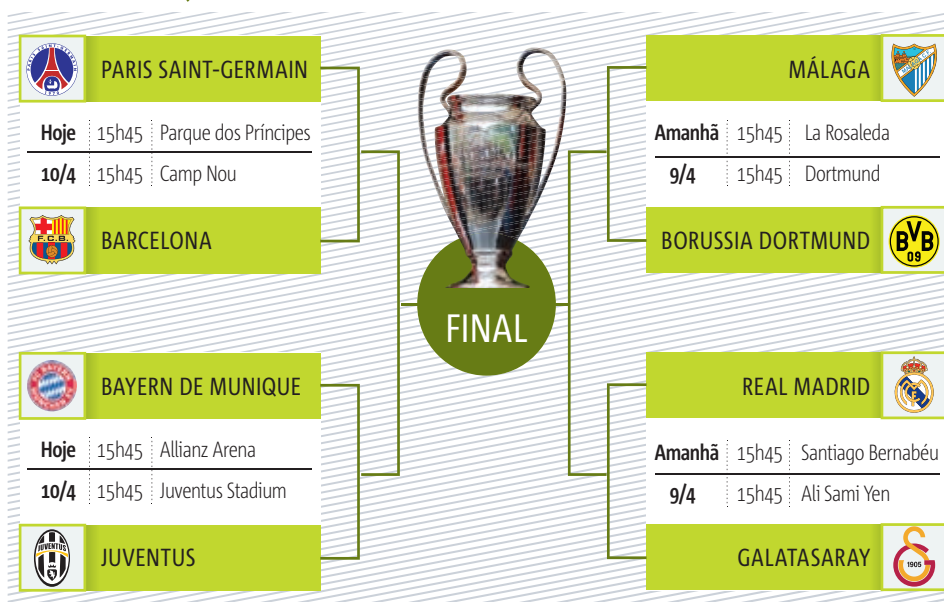 PARIS SAINT-GERMAIN
Hoje 15h45 Parque dos Príncipes
10/4 15h45 Camp Nou
F.C.B.
BARCELONA
BAYERN DE MUNIQUE
Hoje 15h45 Allianz Arena
10/4 15h45 Juventus Stadium
JUVENTUS
JUVENTUS
FINAL
MÁLAGA
Amanhã 15h45 La Rosaleda
9/4 15h45 Dortmund
BORUSSIA DORTMUND
BVB
09
REAL MADRID
Amanhã 15h45 Santiago Bernabéu
9/4 15h45 Ali Sami Yen
GALATASARAY
1905